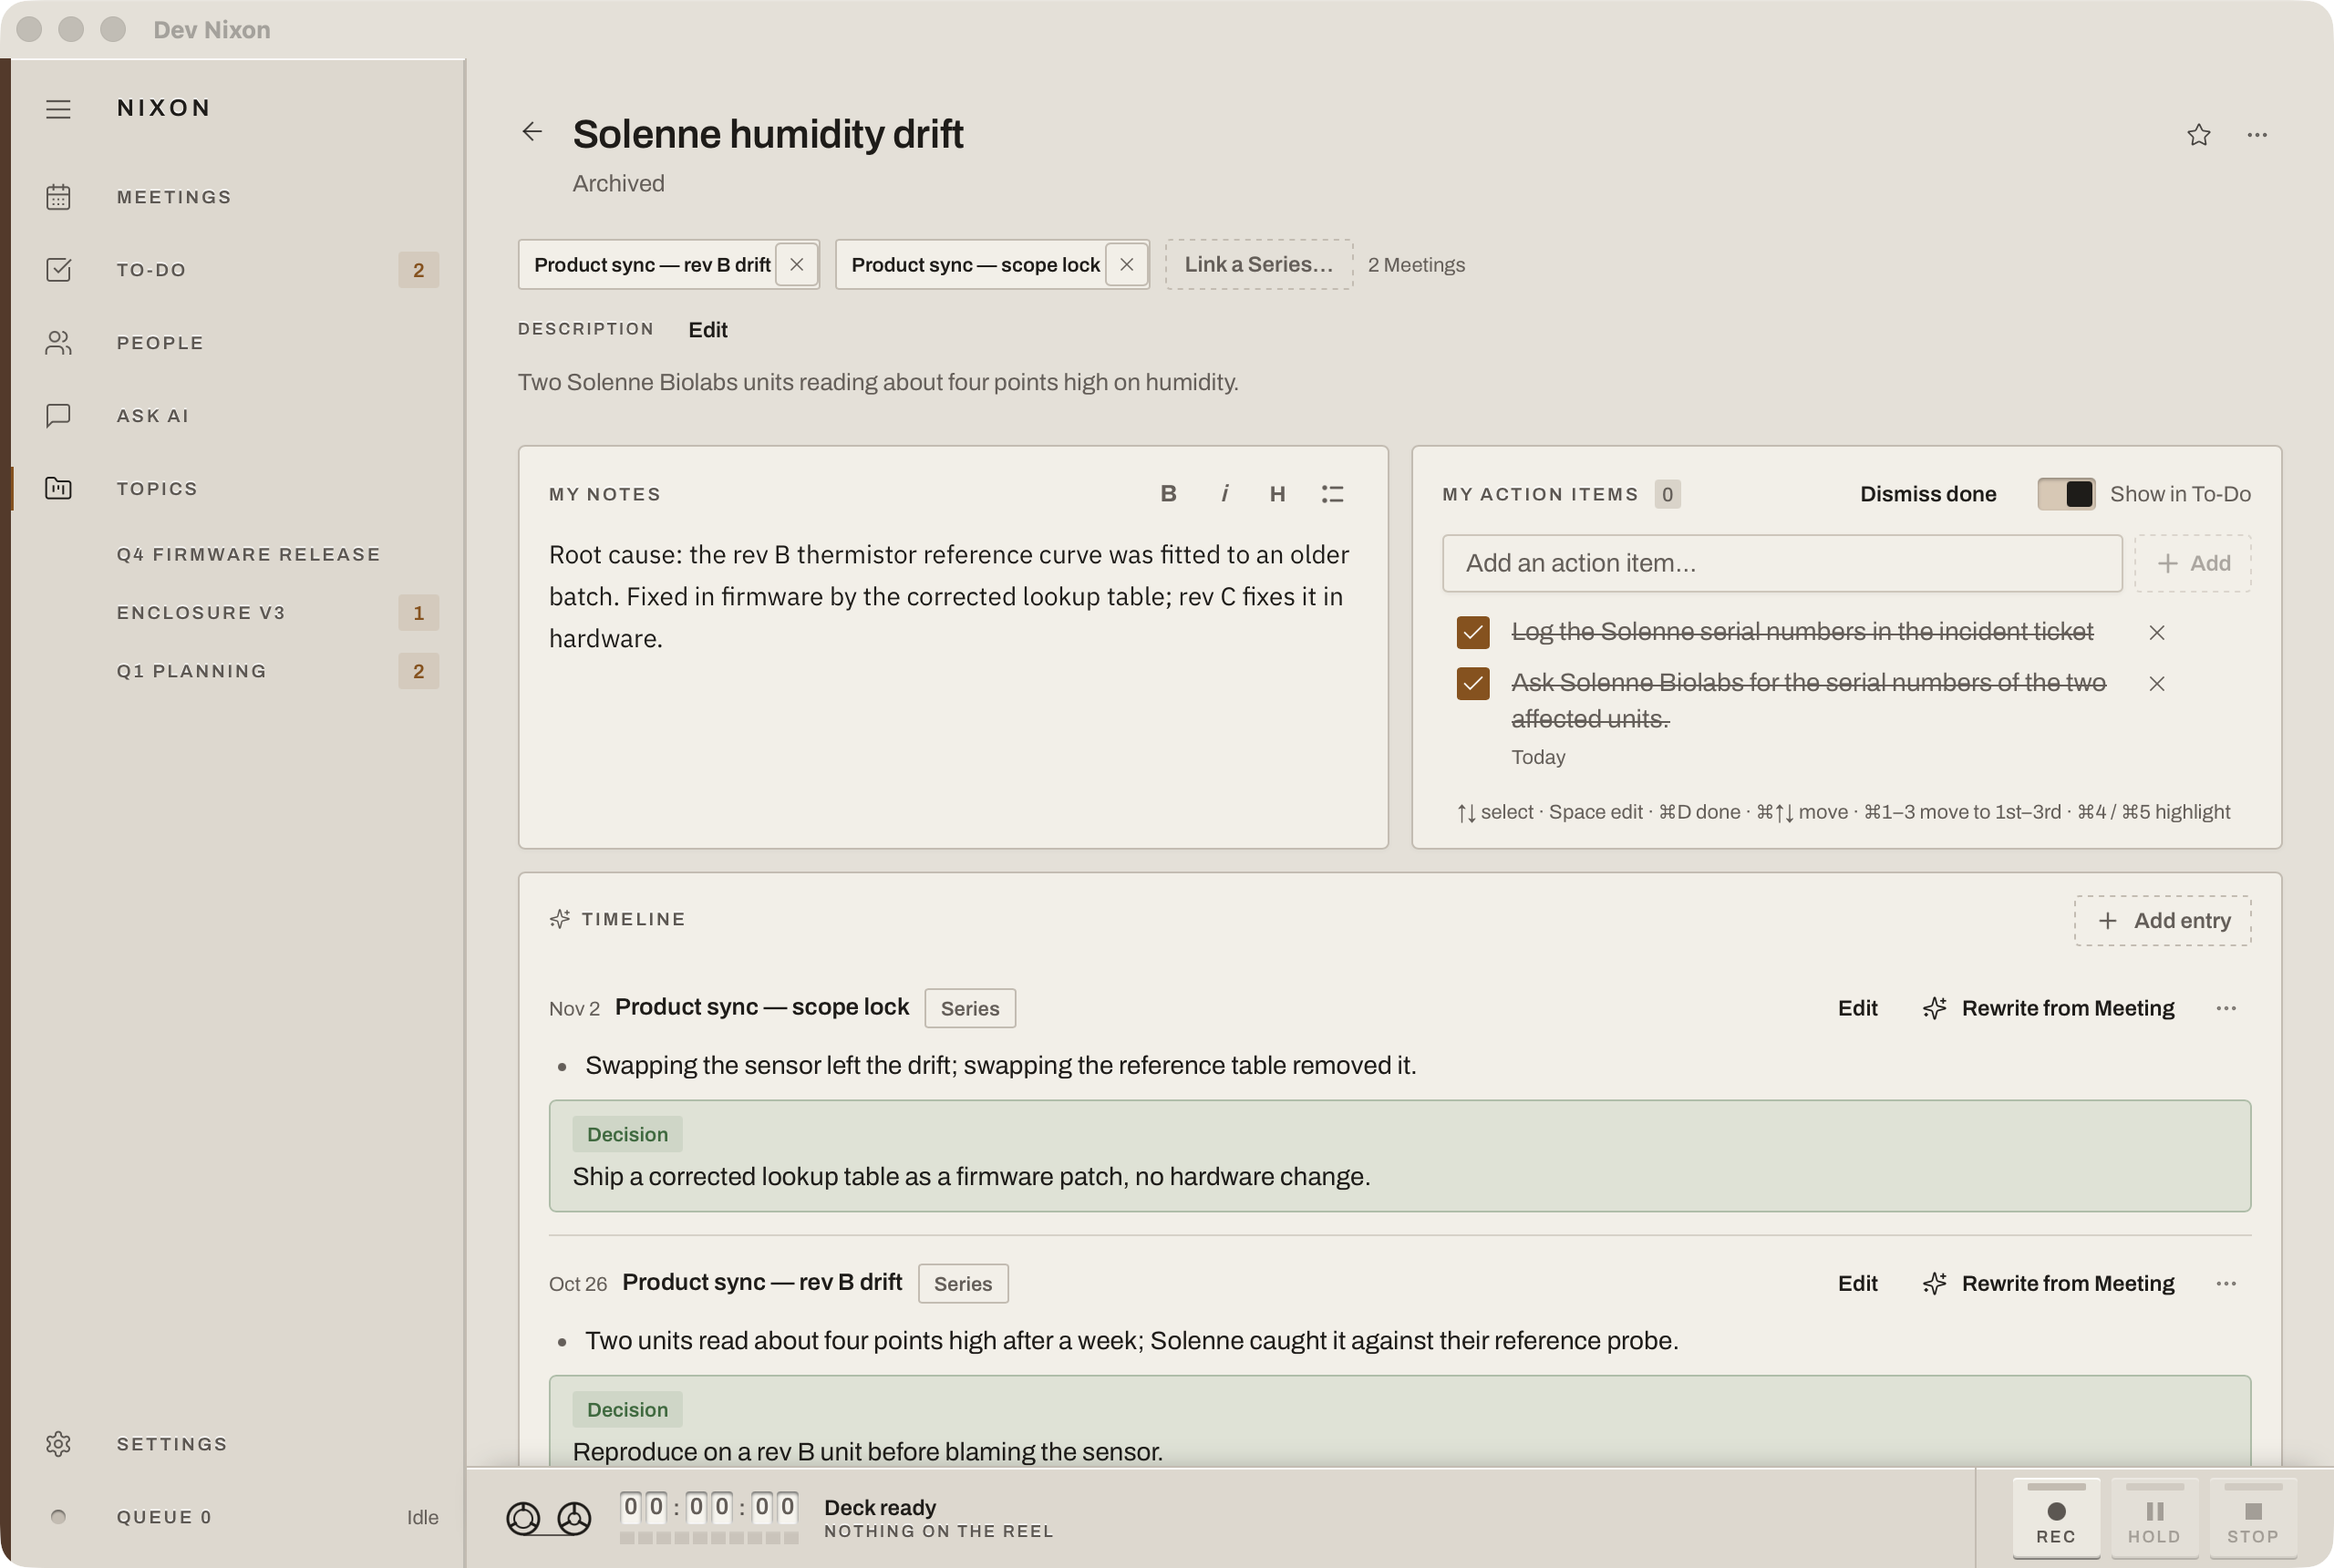 Dev Nixon
NIXON
MEETINGS
TO-DO 2
PEOPLE
ASK AI
TOPICS
Q4 FIRMWARE RELEASE
ENCLOSURE V3 1
Q1 PLANNING 2
SETTINGS
QUEUE 0 Idle
Solenne humidity drift
Archived
Product sync — rev B drift
Product sync — scope lock
Link a Series...
2 Meetings
DESCRIPTION Edit
Two Solenne Biolabs units reading about four points high on humidity.
MY NOTES B i H
Root cause: the rev B thermistor reference curve was fitted to an older
batch. Fixed in firmware by the corrected lookup table; rev C fixes it in
hardware.
MY ACTION ITEMS 0 Dismiss done Show in To-Do
Add an action item...
+ Add
Log the Solenne serial numbers in the incident ticket
Ask Solenne Biolabs for the serial numbers of the two
affected units.
Today
↑↓ select · Space edit · ⌘D done · ⌘↑↓ move · ⌘1–3 move to 1st–3rd · ⌘4 / ⌘5 highlight
TIMELINE
+ Add entry
Nov 2 Product sync — scope lock Series Edit Rewrite from Meeting
• Swapping the sensor left the drift; swapping the reference table removed it.
Decision
Ship a corrected lookup table as a firmware patch, no hardware change.
Oct 26 Product sync — rev B drift Series Edit Rewrite from Meeting
• Two units read about four points high after a week; Solenne caught it against their reference probe.
Decision
Reproduce on a rev B unit before blaming the sensor.
00:00:00
Deck ready
NOTHING ON THE REEL
REC HOLD STOP